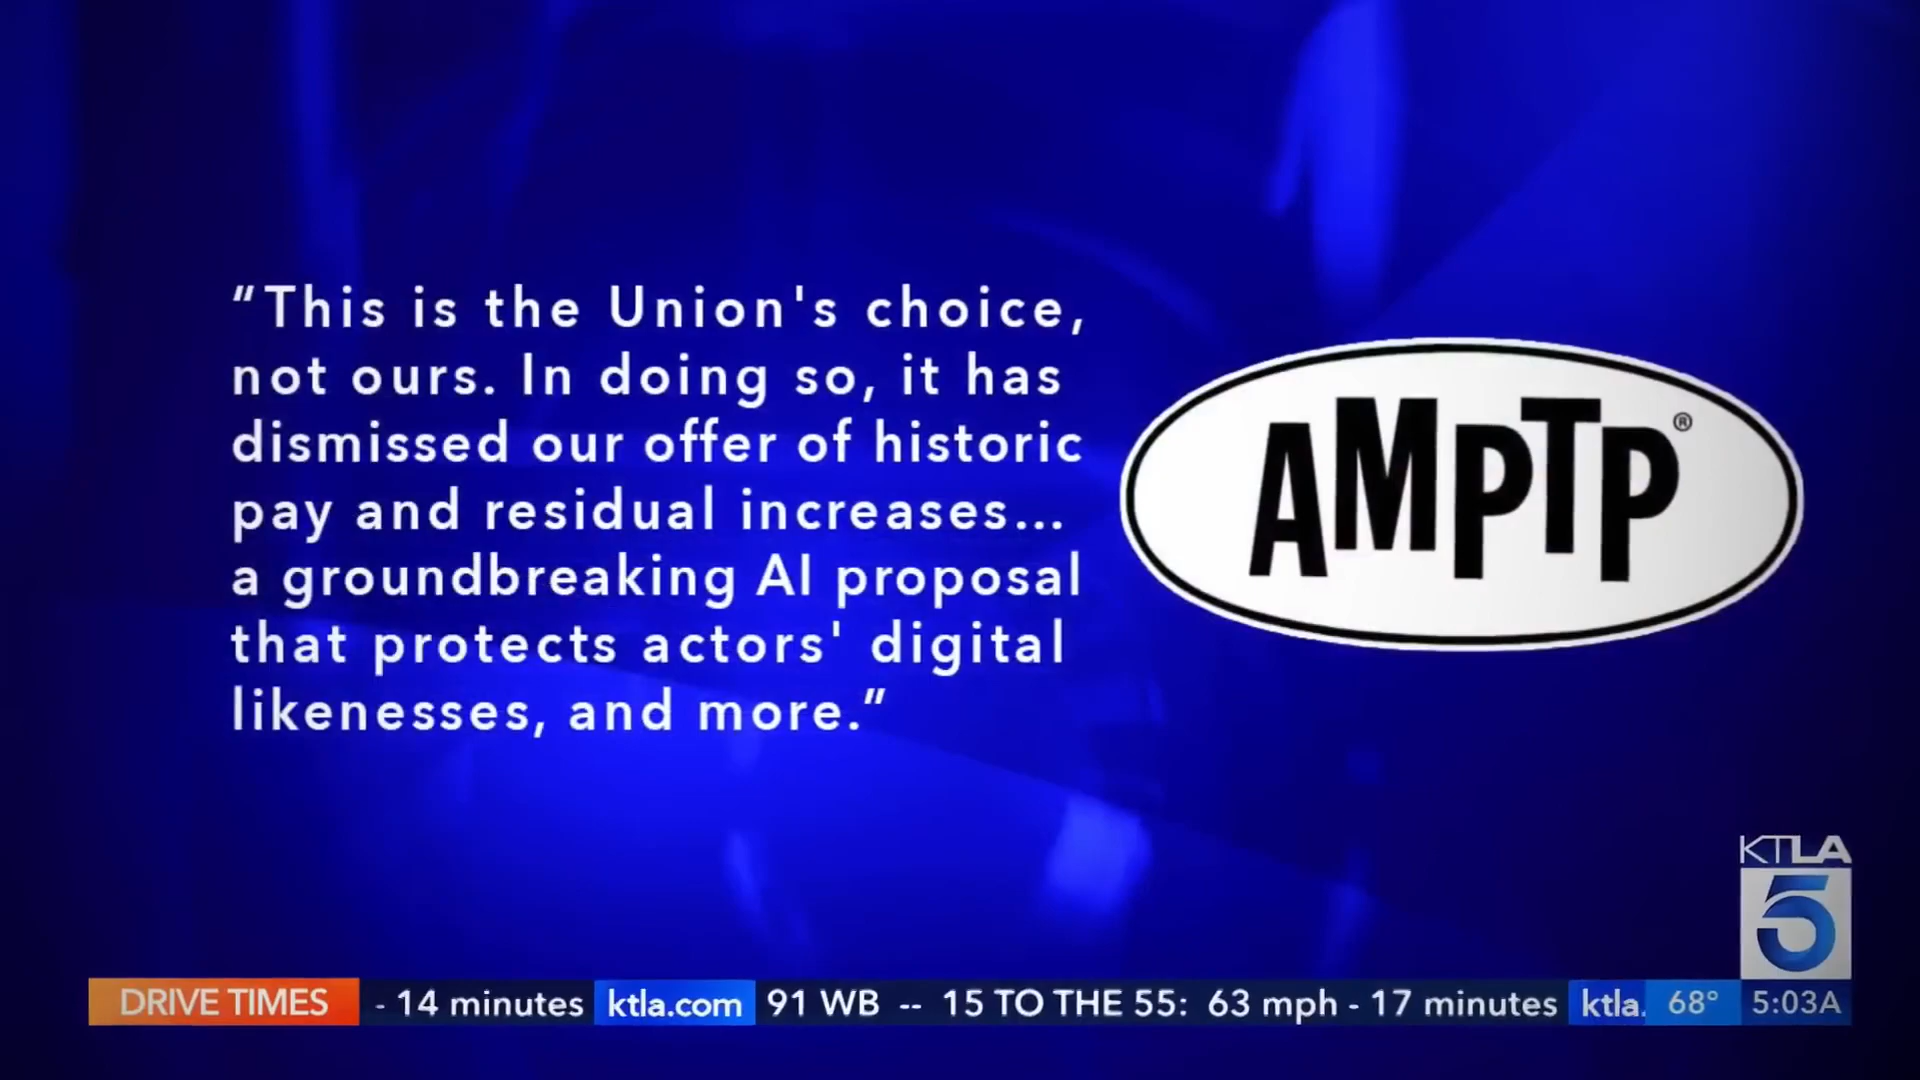 “This is the Union's choice,
not ours. In doing so, it has
dismissed our offer of historic
pay and residual increases...
a groundbreaking AI proposal
that protects actors' digital
likenesses, and more.”
AMPTP®
KTLA
5
DRIVE TIMES - 14 minutes ktla.com 91 WB -- 15 TO THE 55: 63 mph - 17 minutes ktla. 68° 5:03A